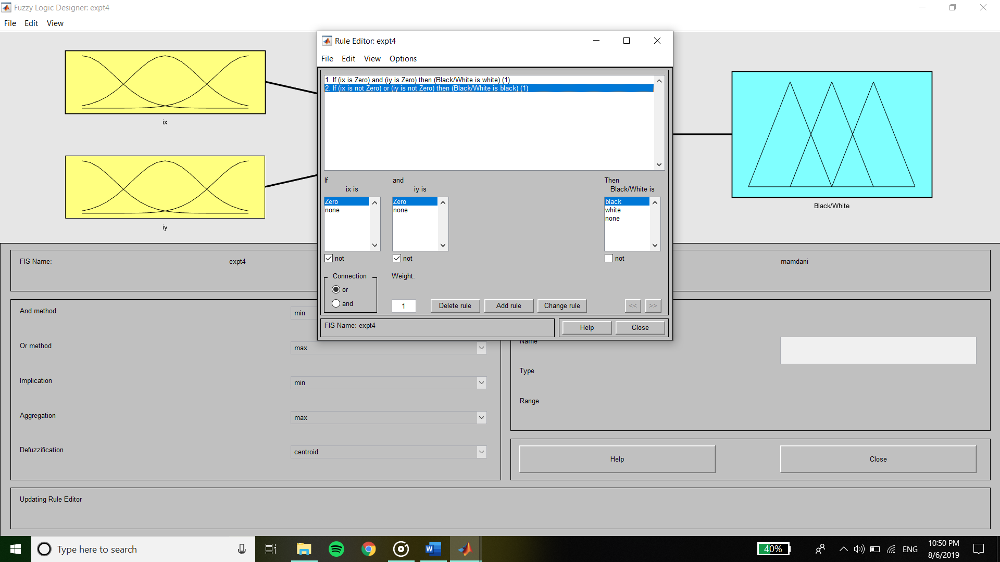 Fuzzy Logic Designer: expt4
File Edit View
ix
iy
Black/White
Rule Editor: expt4
File Edit View Options
1. If (ix is Zero) and (iy is Zero) then (Black/White is white) (1)
2. If (ix is not Zero) or (iy is not Zero) then (Black/White is black) (1)
If and Then
ix is iy is Black/White is
Zero Zero black
none none white
none
not not not
Connection Weight:
or
and
1 Delete rule Add rule Change rule << >>
FIS Name: expt4 Help Close
FIS Name: expt4 mamdani
And method min
Or method max
Implication min
Aggregation max
Defuzzification centroid
Name
Type
Range
Help Close
Updating Rule Editor
Type here to search
40% ENG 10:50 PM
8/6/2019